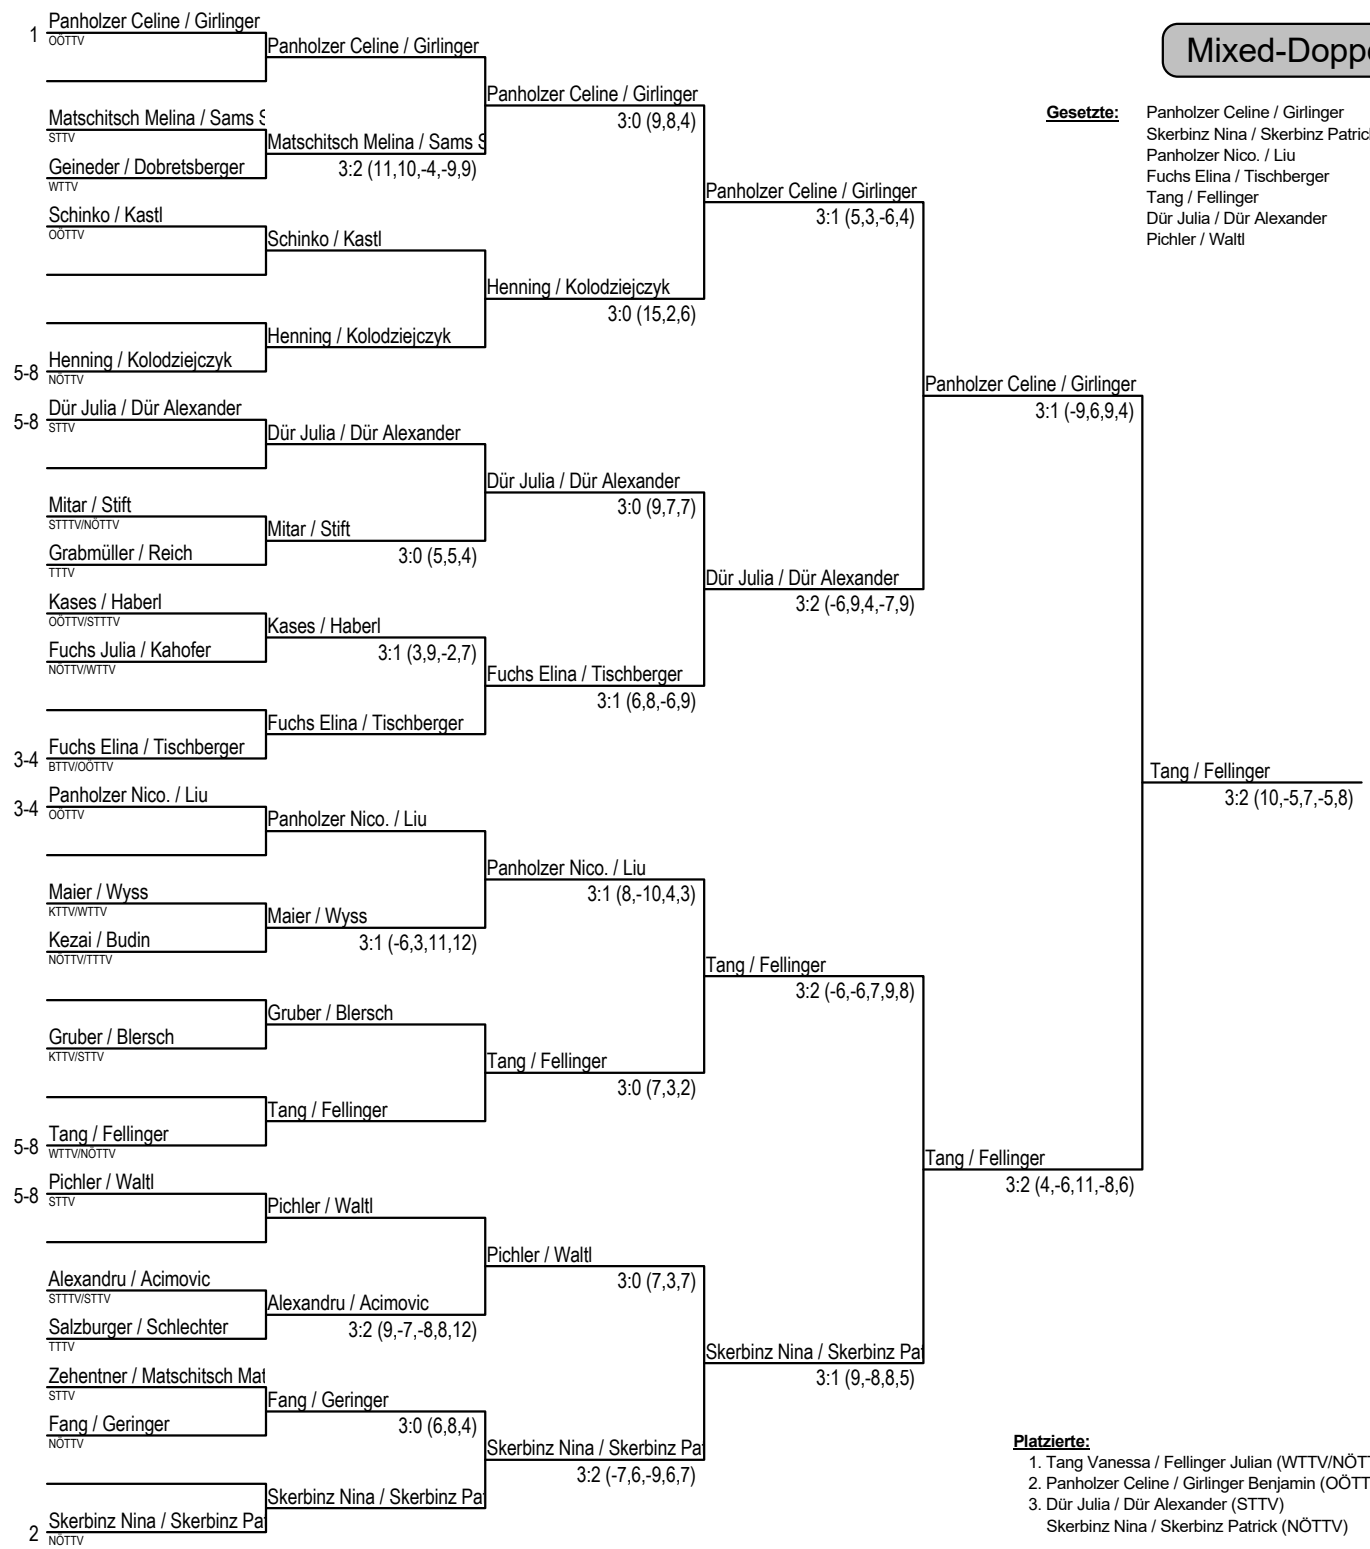 Mixed-Doppe
Gesetzte:
Panholzer Celine / Girlinger
Skerbinz Nina / Skerbinz Patrick
Panholzer Nico. / Liu
Fuchs Elina / Tischberger
Tang / Fellinger
Dür Julia / Dür Alexander
Pichler / Waltl
1 Panholzer Celine / Girlinger
OÖTTV
Matschitsch Melina / Sams S
STTV
Geineder / Dobretsberger
WTTV
Schinko / Kastl
OÖTTV
5-8 Henning / Kolodziejczyk
NÖTTV
5-8 Dür Julia / Dür Alexander
STTV
Mitar / Stift
STTTV/NÖTTV
Grabmüller / Reich
TTTV
Kases / Haberl
OÖTTV/STTTV
Fuchs Julia / Kahofer
NÖTTV/WTTV
3-4 Fuchs Elina / Tischberger
BTTV/OÖTTV
3-4 Panholzer Nico. / Liu
OÖTTV
Maier / Wyss
KTTV/WTTV
Kezai / Budin
NÖTTV/TTTV
Gruber / Blersch
KTTV/STTV
5-8 Tang / Fellinger
WTTV/NÖTTV
5-8 Pichler / Waltl
STTV
Alexandru / Acimovic
STTTV/STTV
Salzburger / Schlechter
TTTV
Zehentner / Matschitsch Mat
STTV
Fang / Geringer
NÖTTV
2 Skerbinz Nina / Skerbinz Pat
NÖTTV
Panholzer Celine / Girlinger
Matschitsch Melina / Sams S
3:2 (11,10,-4,-9,9)
Schinko / Kastl
Henning / Kolodziejczyk
Dür Julia / Dür Alexander
Mitar / Stift
3:0 (5,5,4)
Kases / Haberl
3:1 (3,9,-2,7)
Fuchs Elina / Tischberger
Panholzer Nico. / Liu
Maier / Wyss
3:1 (-6,3,11,12)
Gruber / Blersch
Tang / Fellinger
Pichler / Waltl
Alexandru / Acimovic
3:2 (9,-7,-8,8,12)
Fang / Geringer
3:0 (6,8,4)
Skerbinz Nina / Skerbinz Pat
Panholzer Celine / Girlinger
3:0 (9,8,4)
Henning / Kolodziejczyk
3:0 (15,2,6)
Dür Julia / Dür Alexander
3:0 (9,7,7)
Fuchs Elina / Tischberger
3:1 (6,8,-6,9)
Panholzer Nico. / Liu
3:1 (8,-10,4,3)
Tang / Fellinger
3:0 (7,3,2)
Pichler / Waltl
3:0 (7,3,7)
Skerbinz Nina / Skerbinz Pat
3:2 (-7,6,-9,6,7)
Panholzer Celine / Girlinger
3:1 (5,3,-6,4)
Dür Julia / Dür Alexander
3:2 (-6,9,4,-7,9)
Tang / Fellinger
3:2 (-6,-6,7,9,8)
Skerbinz Nina / Skerbinz Pat
3:1 (9,-8,8,5)
Panholzer Celine / Girlinger
3:1 (-9,6,9,4)
Tang / Fellinger
3:2 (4,-6,11,-8,6)
Tang / Fellinger
3:2 (10,-5,7,-5,8)
Platzierte:
1. Tang Vanessa / Fellinger Julian (WTTV/NÖTT
2. Panholzer Celine / Girlinger Benjamin (OÖTT
3. Dür Julia / Dür Alexander (STTV)
Skerbinz Nina / Skerbinz Patrick (NÖTTV)